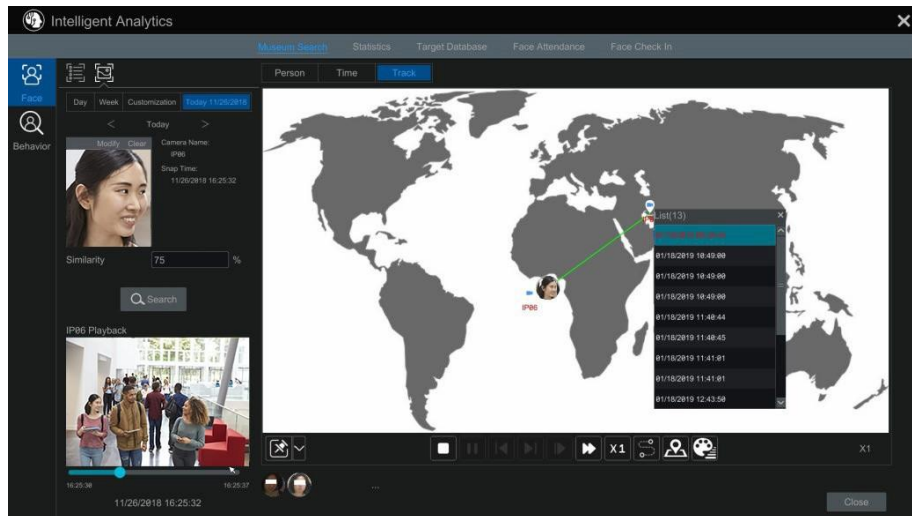 Intelligent Analytics
Museum Search Statistics Target Database Face Attendance Face Check In
Face
Behavior
Day Week Customization Today 11/26/2018
< Today >
Modify Clear
Camera Name:
IP06
Snap Time:
11/26/2018 16:25:32
Similarity 75 %
Search
IP06 Playback
16:25:30 16:25:37
11/26/2018 16:25:32
Person Time Track
IP06
List(13)
01/18/2019 10:49:00
01/18/2019 10:49:00
01/18/2019 10:49:00
01/18/2019 11:40:44
01/18/2019 11:40:45
01/18/2019 11:41:01
01/18/2019 11:41:01
01/18/2019 12:43:50
X1
X1
...
Close